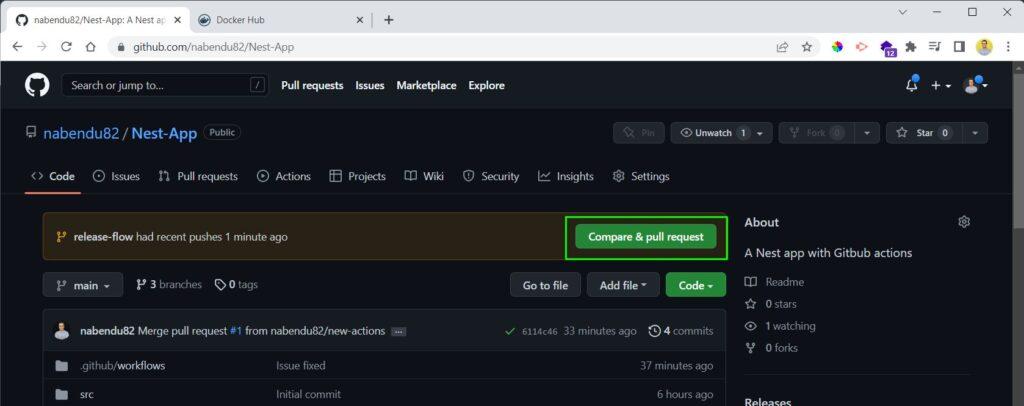 nabendu82/Nest-App: A Nest ap
Docker Hub
github.com/nabendu82/Nest-App
12
Search or jump to...
/
Pull requests
Issues
Marketplace
Explore
nabendu82 / Nest-App
Public
Pin
Unwatch 1
Fork 0
Star 0
Code
Issues
Pull requests
Actions
Projects
Wiki
Security
Insights
Settings
release-flow had recent pushes 1 minute ago
Compare & pull request
main
3 branches
0 tags
Go to file
Add file
Code
nabendu82 Merge pull request #1 from nabendu82/new-actions ...
6114c46 33 minutes ago
4 commits
.github/workflows
Issue fixed
37 minutes ago
src
Initial commit
6 hours ago
About
A Nest app with Gitbub actions
Readme
0 stars
1 watching
0 forks
Releases